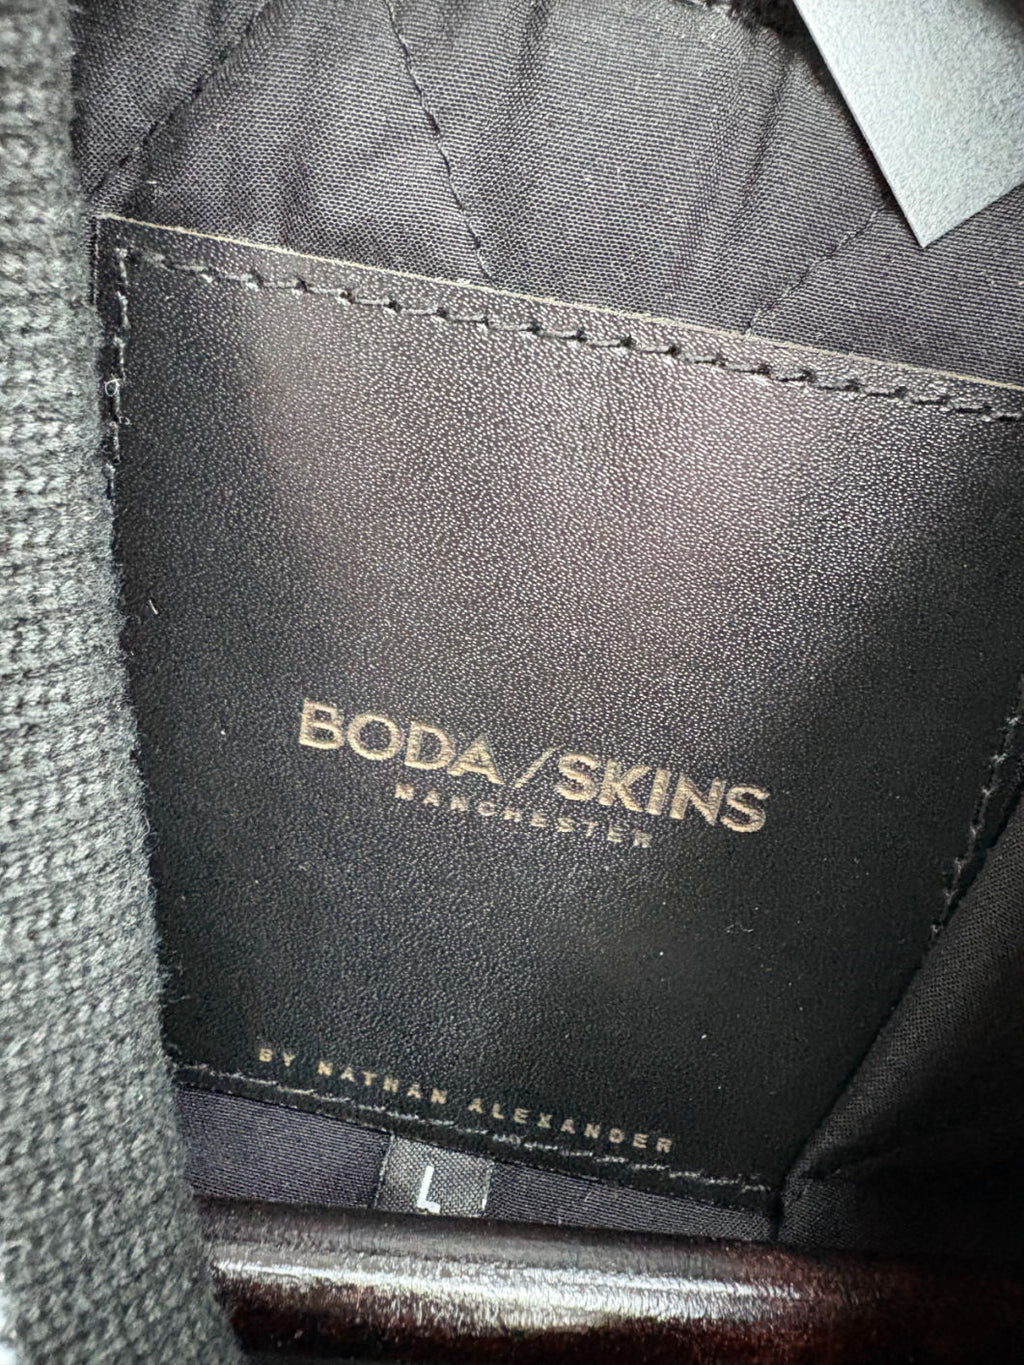 BODA/SKINS
MANCHESTER
BY NATHAN ALEXANDER
L